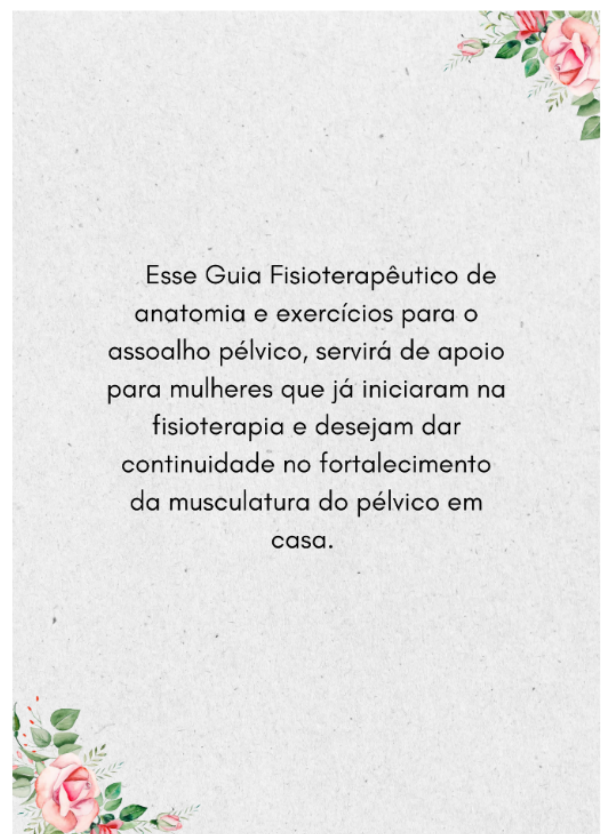 Esse Guia Fisioterapêutico de
anatomia e exercícios para o
assoalho pélvico, servirá de apoio
para mulheres que já iniciaram na
fisioterapia e desejam dar
continuidade no fortalecimento
da musculatura do pélvico em
casa.